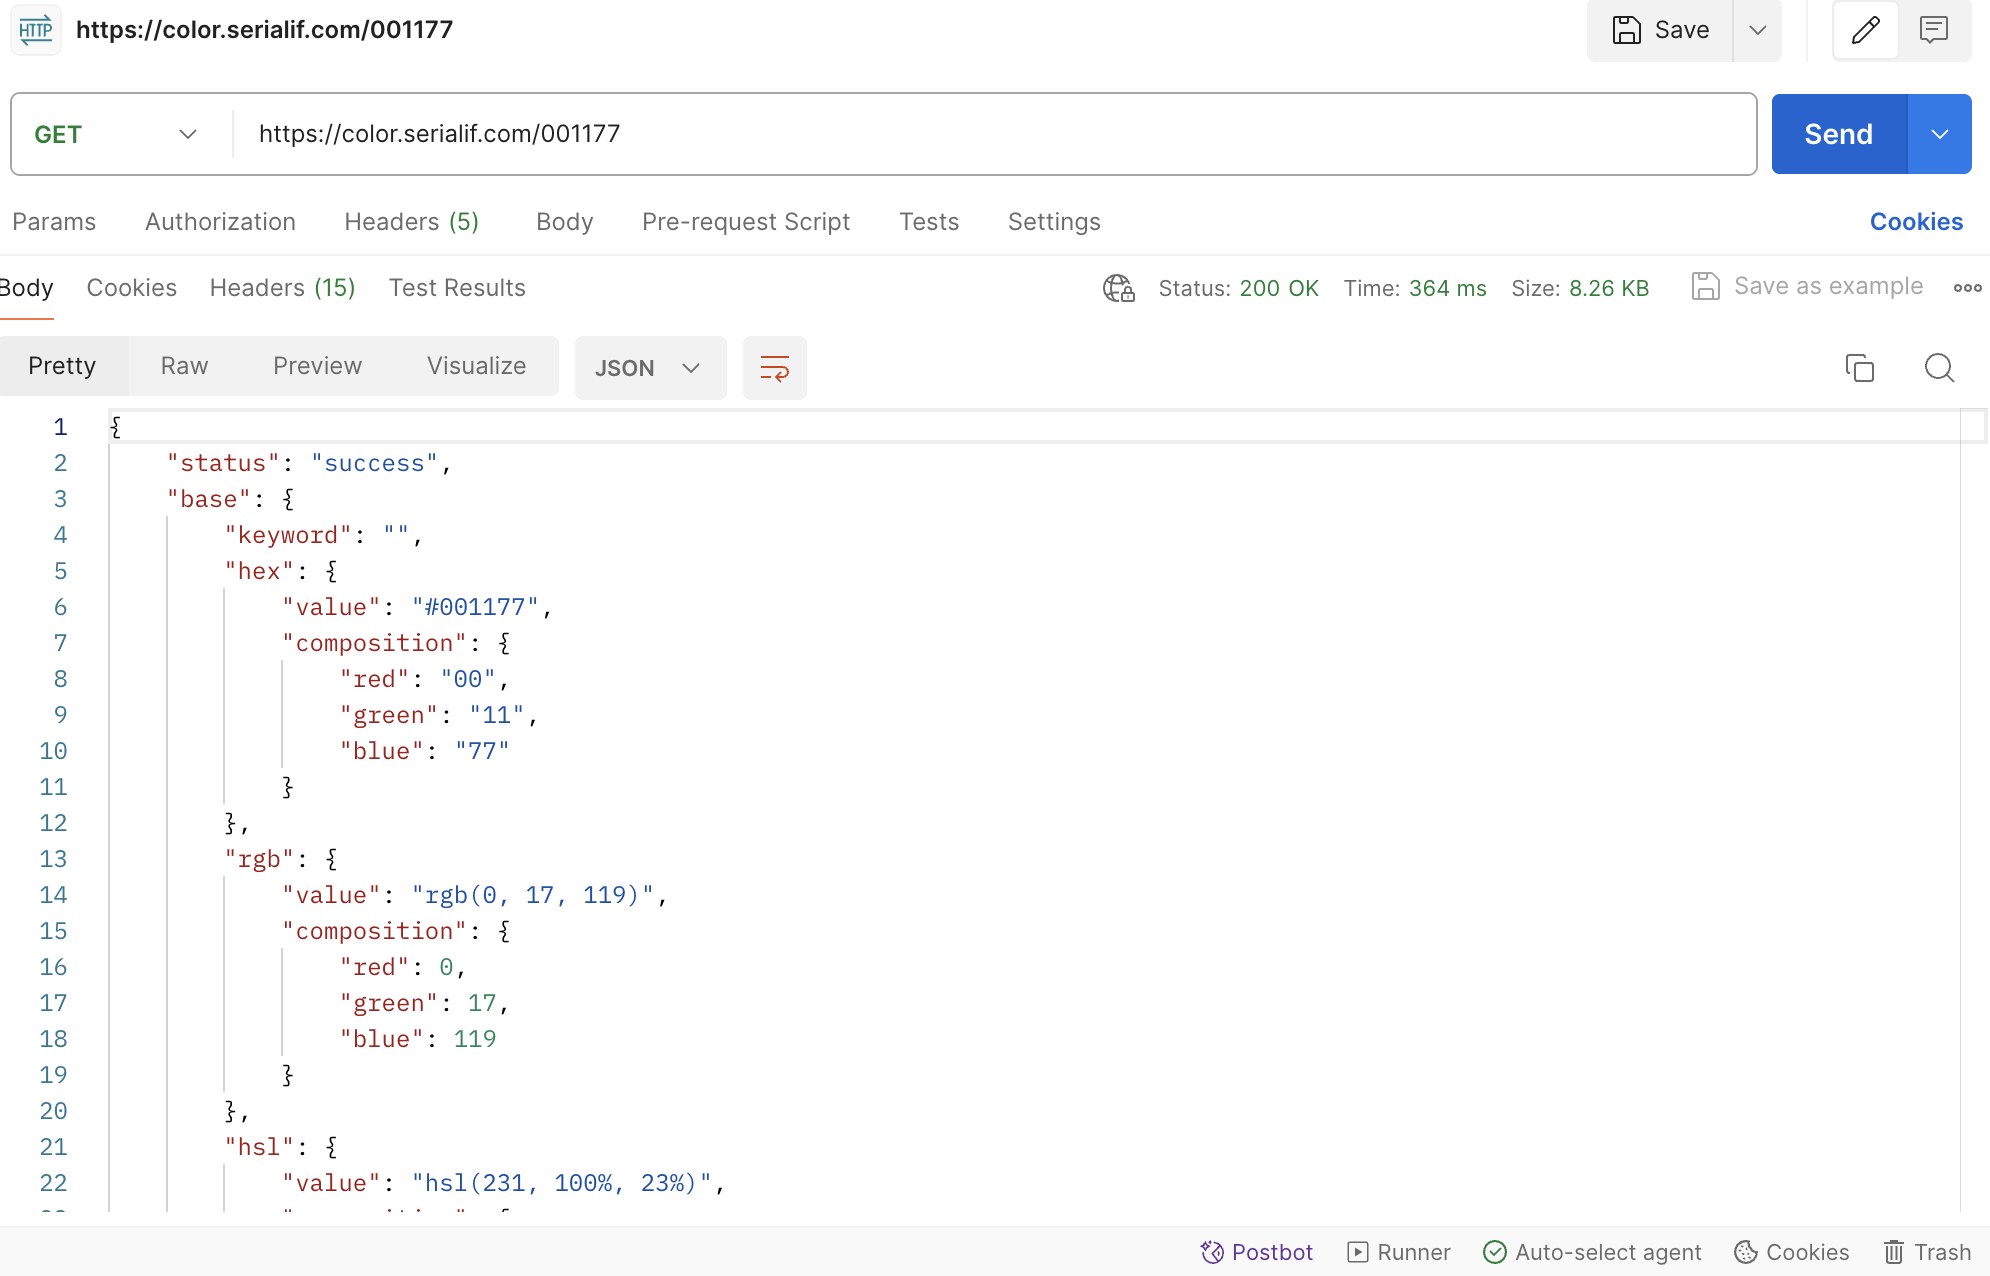 HTTP https://color.serialif.com/001177 Save
GET https://color.serialif.com/001177 Send
Params Authorization Headers (5) Body Pre-request Script Tests Settings Cookies
Body Cookies Headers (15) Test Results Status: 200 OK Time: 364 ms Size: 8.26 KB Save as example
Pretty Raw Preview Visualize JSON
1 {
2 "status": "success",
3 "base": {
4 "keyword": "",
5 "hex": {
6 "value": "#001177",
7 "composition": {
8 "red": "00",
9 "green": "11",
10 "blue": "77"
11 }
12 },
13 "rgb": {
14 "value": "rgb(0, 17, 119)",
15 "composition": {
16 "red": 0,
17 "green": 17,
18 "blue": 119
19 }
20 },
21 "hsl": {
22 "value": "hsl(231, 100%, 23%)",
Postbot Runner Auto-select agent Cookies Trash